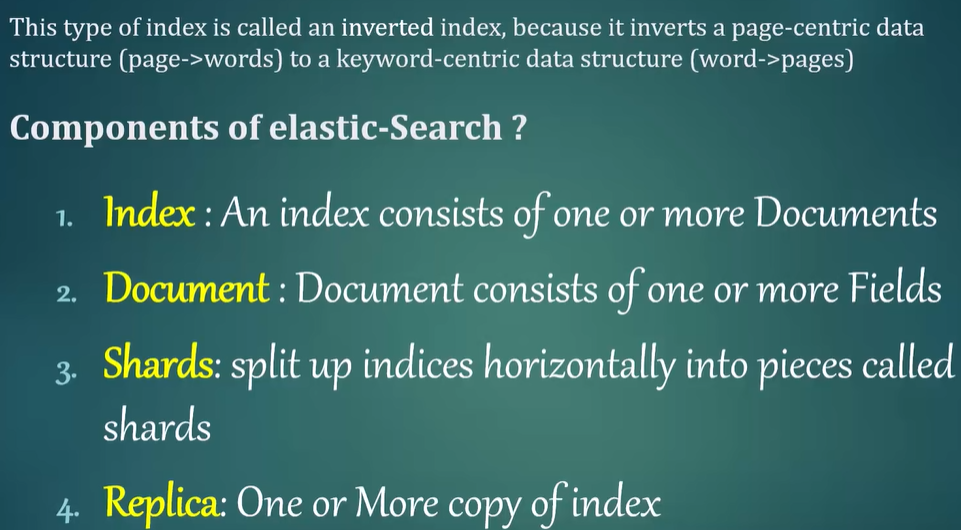 This type of index is called an inverted index, because it inverts a page-centric data
structure (page->words) to a keyword-centric data structure (word->pages)
Components of elastic-Search ?
1. Index : An index consists of one or more Documents
2. Document : Document consists of one or more Fields
3. Shards: split up indices horizontally into pieces called
shards
4. Replica: One or More copy of index